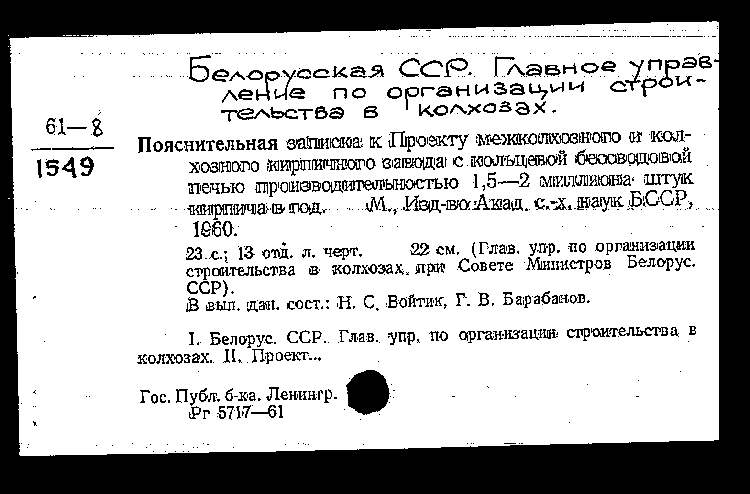 Белорусская ССР. Главное управ-
ление по организации строи-
тельства в колхозах.
61—8
1549
Пояснительная записка к Проекту межколхозного и кол-
хозного кирпичного завода с кольцевой бессводовой
печью производительностью 1,5—2 миллиона штук
кирпича в год. М., Изд-во Акад. с.-х. наук БССР,
1960.
23 с.; 13 отд. л. черт. 22 см. (Глав. упр. по организации
строительства в колхозах при Совете Министров Белорус.
ССР).
В вып. дан. сост.: Н. С. Войтик, Г. В. Барабанов.
I. Белорус. ССР. Глав. упр. по организации строительства в
колхозах. II. Проект...
Гос. Публ. б-ка. Ленингр.
Рг 5717—61